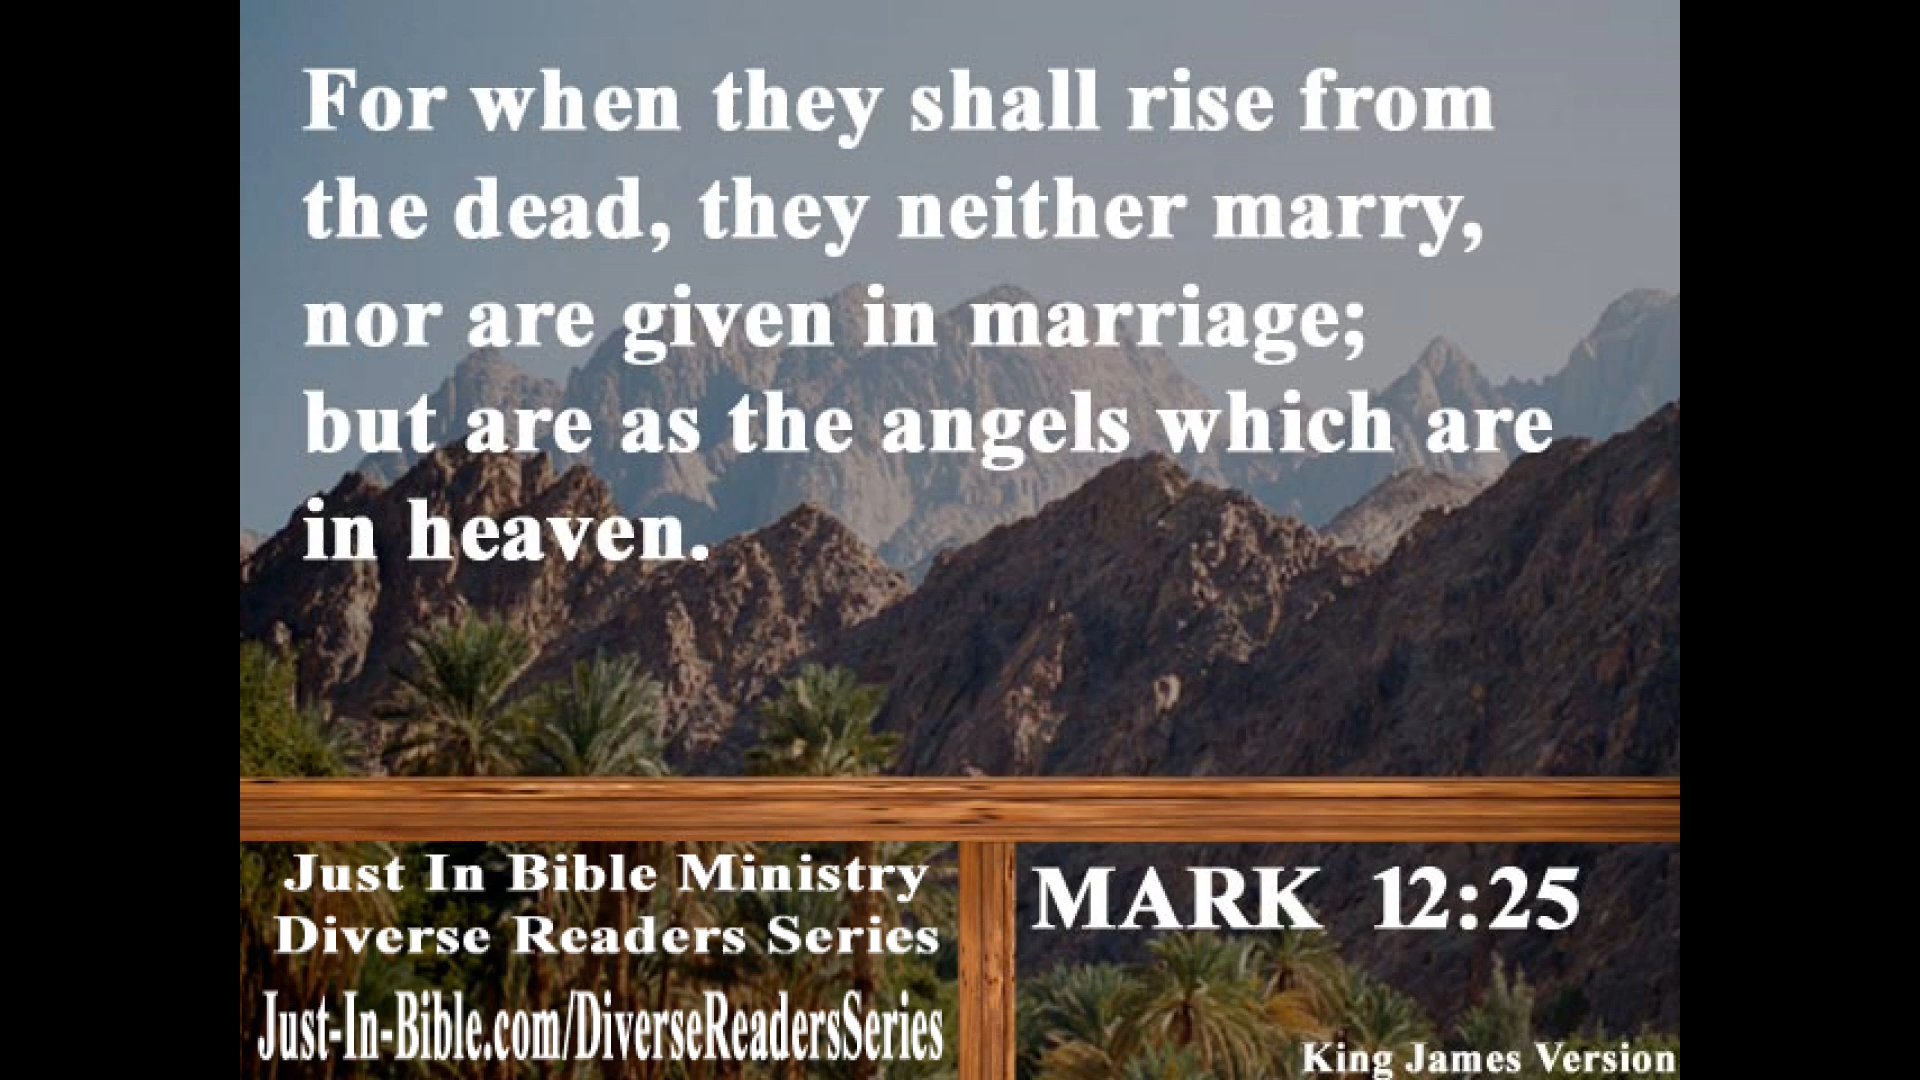 For when they shall rise from
the dead, they neither marry,
nor are given in marriage;
but are as the angels which are
in heaven.
Just In Bible Ministry
Diverse Readers Series
Just-In-Bible.com/DiverseReadersSeries
MARK 12:25
King James Version